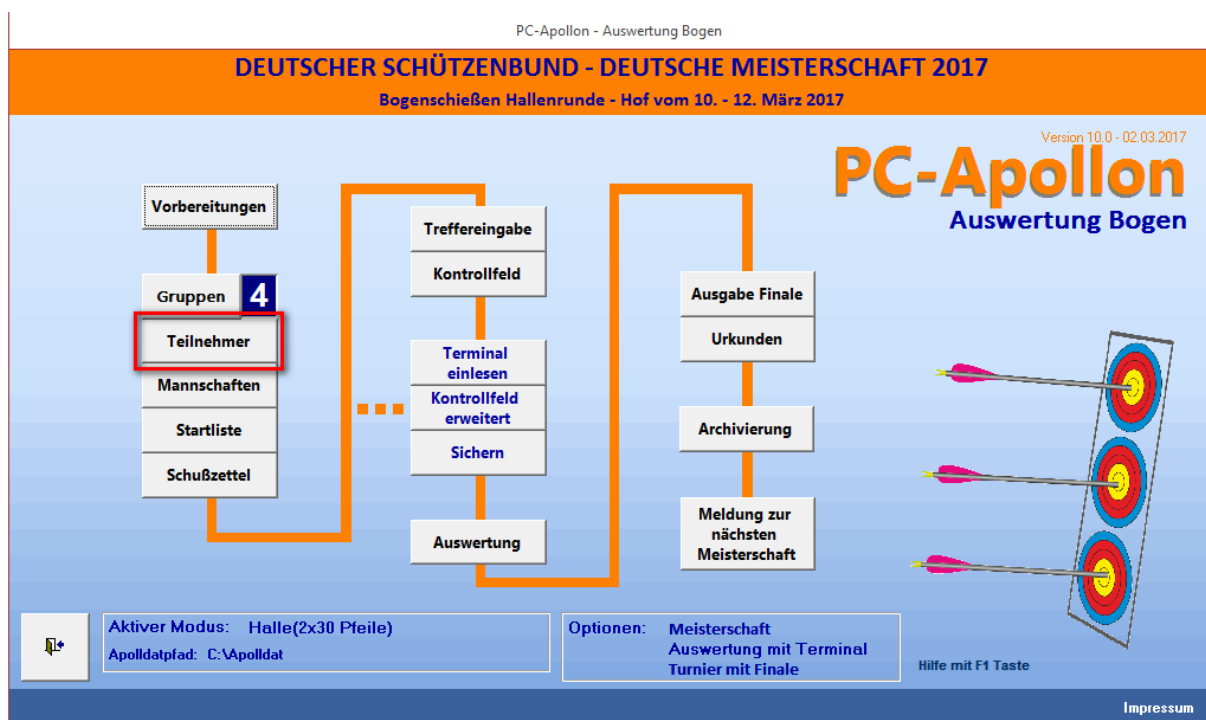 PC-Apollon - Auswertung Bogen
DEUTSCHER SCHÜTZENBUND - DEUTSCHE MEISTERSCHAFT 2017
Bogenschießen Hallenrunde - Hof vom 10. - 12. März 2017
Version 10.0 - 02.03.2017
PC-Apollon
Auswertung Bogen
Vorbereitungen
Gruppen 4
Teilnehmer
Mannschaften
Startliste
Schußzettel
Treffereingabe
Kontrollfeld
Terminal
einlesen
Kontrollfeld
erweitert
Sichern
Auswertung
Ausgabe Finale
Urkunden
Archivierung
Meldung zur
nächsten
Meisterschaft
Aktiver Modus: Halle(2x30 Pfeile)
Apolldatpfad: C:\Apolldat
Optionen: Meisterschaft
Auswertung mit Terminal
Turnier mit Finale
Hilfe mit F1 Taste
Impressum